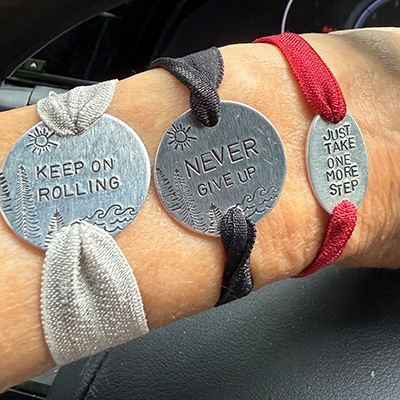 KEEP ON
ROLLING
NEVER
GIVE UP
JUST
TAKE
ONE
MORE
STEP